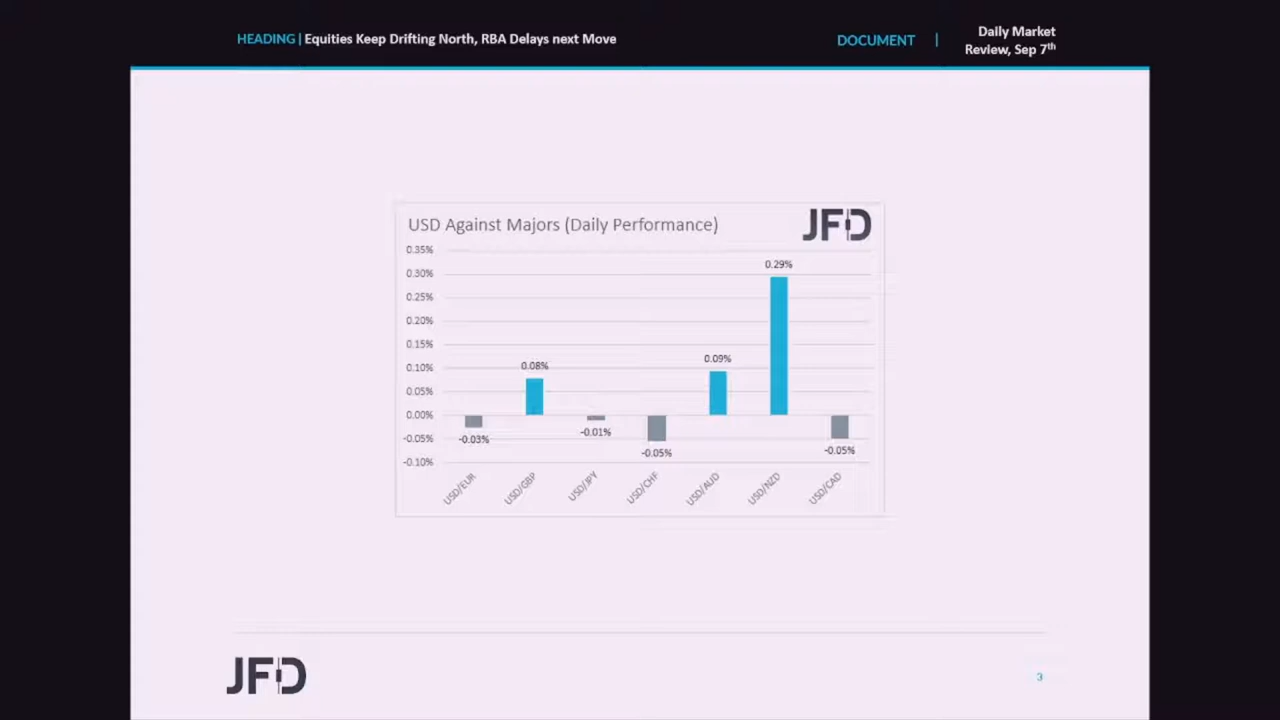 HEADING | Equities Keep Drifting North, RBA Delays next Move
DOCUMENT |
Daily Market
Review, Sep 7th
USD Against Majors (Daily Performance)
JFD
0.35%
0.30%
0.25%
0.20%
0.15%
0.10%
0.05%
0.00%
-0.05%
-0.10%
-0.03%
0.08%
-0.01%
-0.05%
0.09%
0.29%
-0.05%
USD/EUR
USD/GBP
USD/JPY
USD/CHF
USD/AUD
USD/NZD
USD/CAD
JFD
3